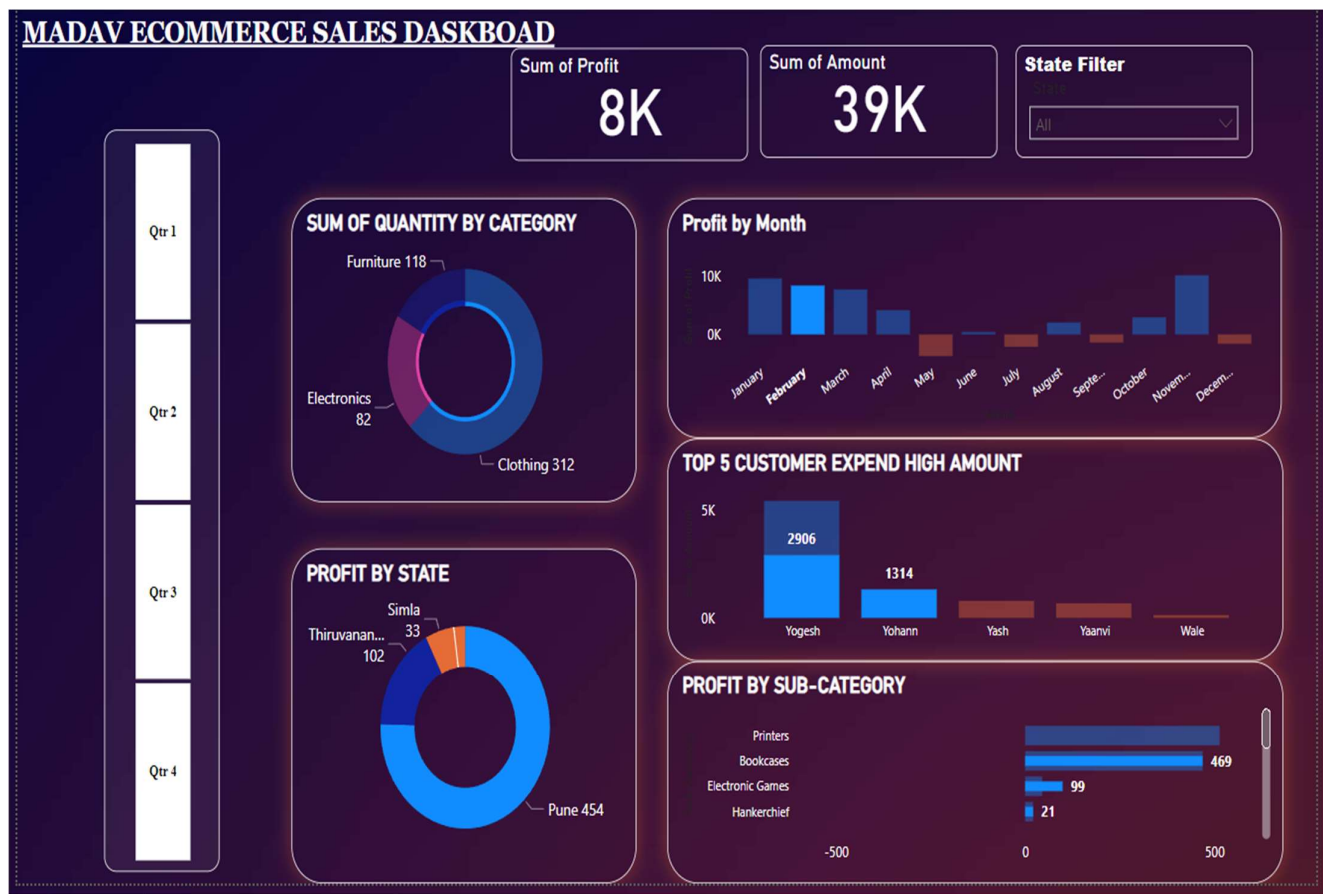 MADAV ECOMMERCE SALES DASKBOAD
Sum of Profit
8K
Sum of Amount
39K
State Filter
State
All
Qtr 1
Qtr 2
Qtr 3
Qtr 4
SUM OF QUANTITY BY CATEGORY
Furniture 118
Electronics
82
Clothing 312
Profit by Month
Sum of Profit
10K
0K
January
February
March
April
May
June
July
August
Septe...
October
Novem...
Decem...
TOP 5 CUSTOMER EXPEND HIGH AMOUNT
5K
0K
2906
1314
Yogesh
Yohann
Yash
Yaanvi
Wale
PROFIT BY STATE
Simla
33
Thiruvanan...
102
Pune 454
PROFIT BY SUB-CATEGORY
Printers
Bookcases
469
Electronic Games
99
Hankerchief
21
-500
0
500